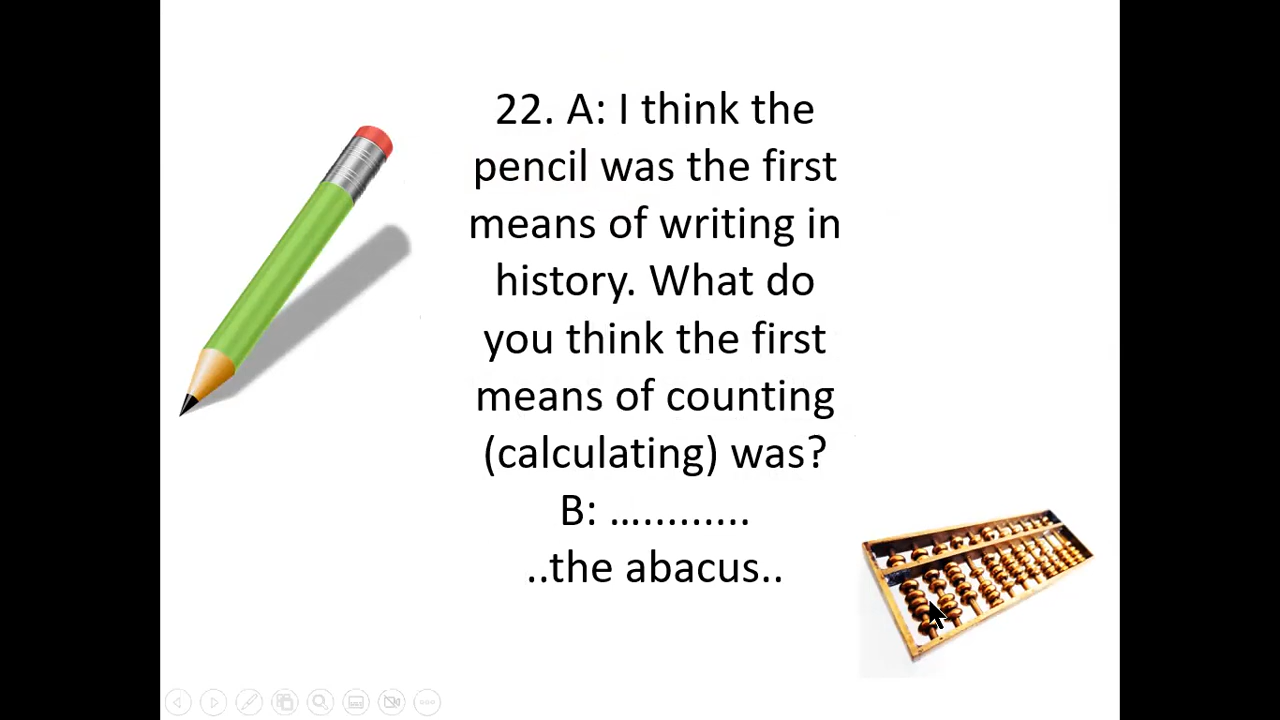 22. A: I think the
pencil was the first
means of writing in
history. What do
you think the first
means of counting
(calculating) was?
B: ............
..the abacus..